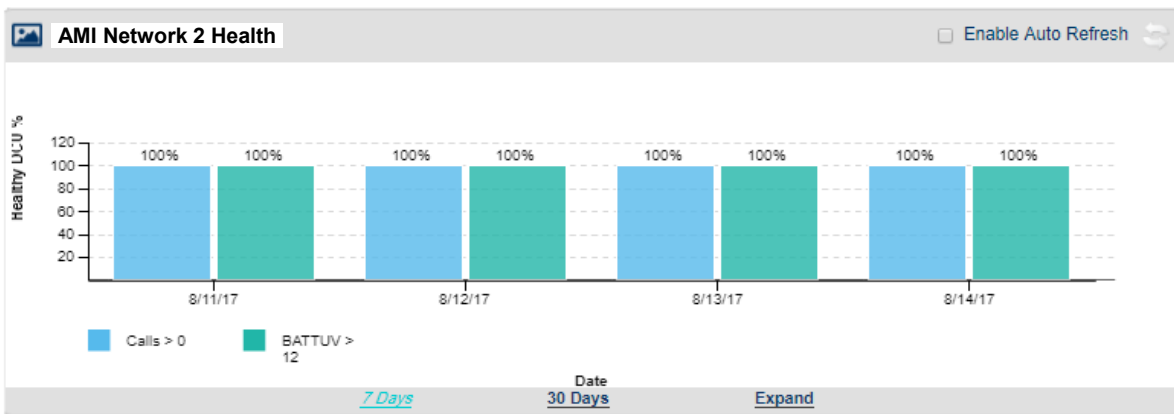 AMI Network 2 Health
Enable Auto Refresh
Healthy DCU %
120
100
80
60
40
20
100% 100% 100% 100% 100% 100% 100% 100%
8/11/17 8/12/17 8/13/17 8/14/17
Calls > 0
BATTUV >
12
Date
7 Days 30 Days Expand